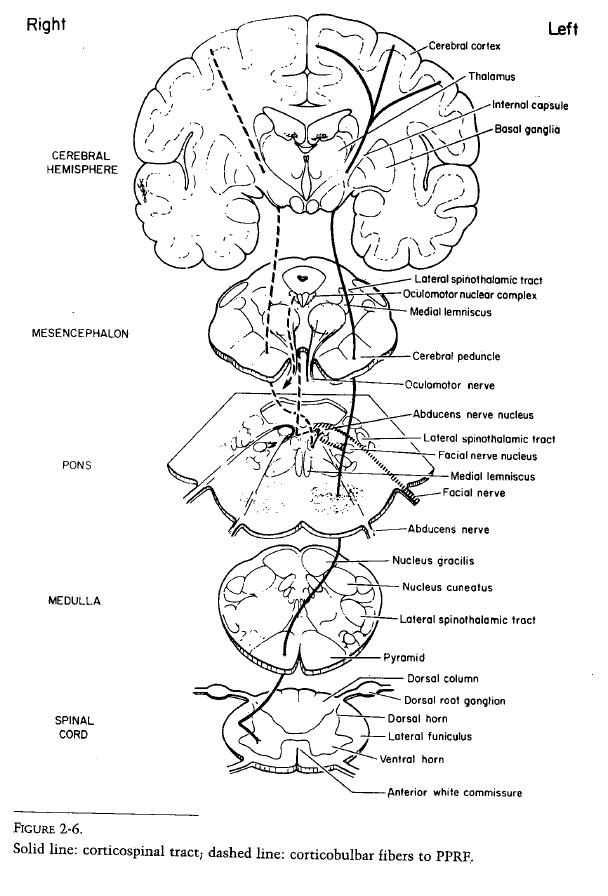 Right
Left
Cerebral cortex
Thalamus
Internal capsule
Basal ganglia
CEREBRAL
HEMISPHERE
Lateral spinothalamic tract
Oculomotor nuclear complex
Medial lemniscus
MESENCEPHALON
Cerebral peduncle
Oculomotor nerve
Abducens nerve nucleus
Lateral spinothalamic tract
Facial nerve nucleus
PONS
Medial lemniscus
Facial nerve
Abducens nerve
Nucleus gracilis
Nucleus cuneatus
MEDULLA
Lateral spinothalamic tract
Pyramid
Dorsal column
Dorsal root ganglion
Dorsal horn
SPINAL
CORD
Lateral funiculus
Ventral horn
Anterior white commissure
FIGURE 2-6.
Solid line: corticospinal tract; dashed line: corticobulbar fibers to PPRF.